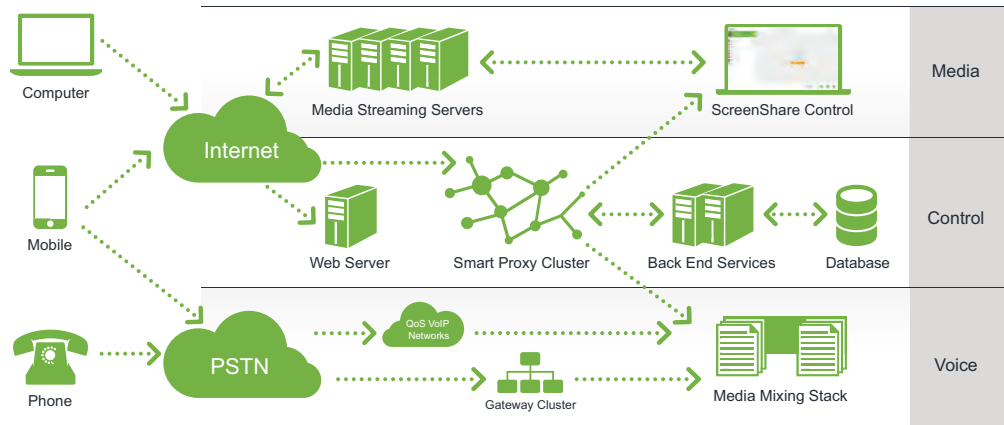 Computer
Media Streaming Servers
ScreenShare Control
Media
Internet
Mobile
Web Server
Smart Proxy Cluster
Back End Services
Database
Control
QoS VoIP
Networks
PSTN
Phone
Gateway Cluster
Media Mixing Stack
Voice